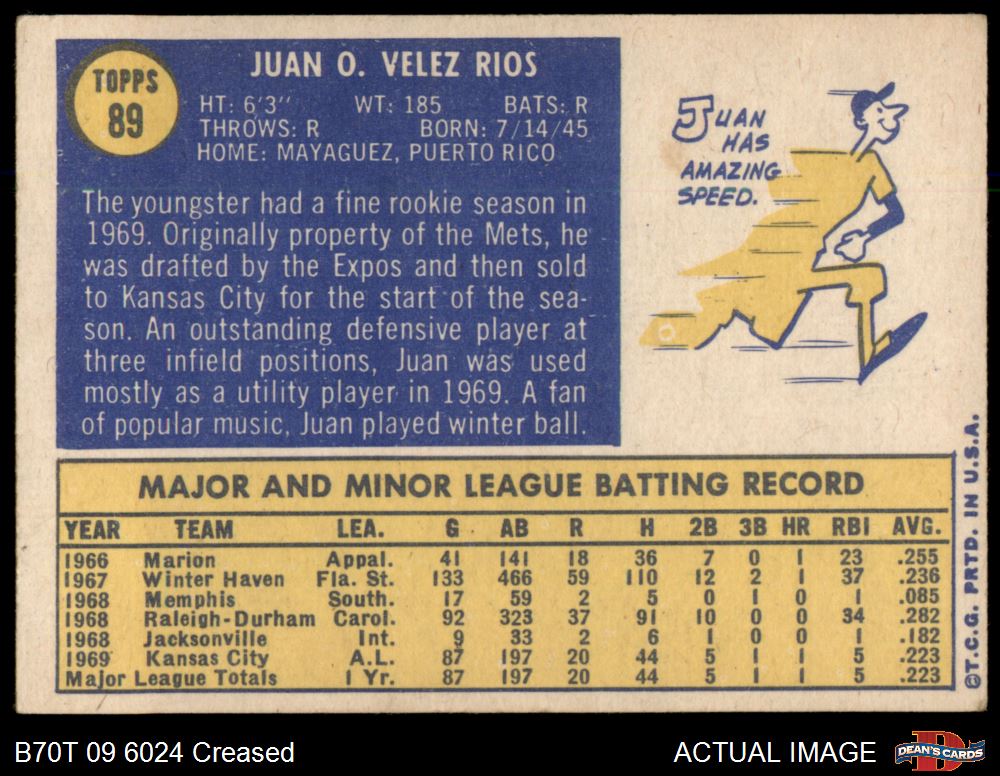 TOPPS
89
JUAN O. VELEZ RIOS
HT: 6'3" WT: 185 BATS: R
THROWS: R BORN: 7/14/45
HOME: MAYAGUEZ, PUERTO RICO
The youngster had a fine rookie season in
1969. Originally property of the Mets, he
was drafted by the Expos and then sold
to Kansas City for the start of the sea-
son. An outstanding defensive player at
three infield positions, Juan was used
mostly as a utility player in 1969. A fan
of popular music, Juan played winter ball.
JUAN
HAS
AMAZING
SPEED.
MAJOR AND MINOR LEAGUE BATTING RECORD
YEAR TEAM LEA. G AB R H 2B 3B HR RBI AVG.
1966 Marion Appal. 41 141 18 36 7 0 1 23 .255
1967 Winter Haven Fla. St. 133 466 59 110 12 2 1 37 .236
1968 Memphis South. 17 59 2 5 0 1 0 1 .085
1968 Raleigh-Durham Carol. 92 323 37 91 10 0 0 34 .282
1968 Jacksonville Int. 9 33 2 6 1 0 0 1 .182
1969 Kansas City A.L. 87 197 20 44 5 1 1 5 .223
Major League Totals 1 Yr. 87 197 20 44 5 1 1 5 .223
©T.C.G. PRTD. IN U.S.A.
B70T 09 6024 Creased
ACTUAL IMAGE
D
DEAN'S CARDS